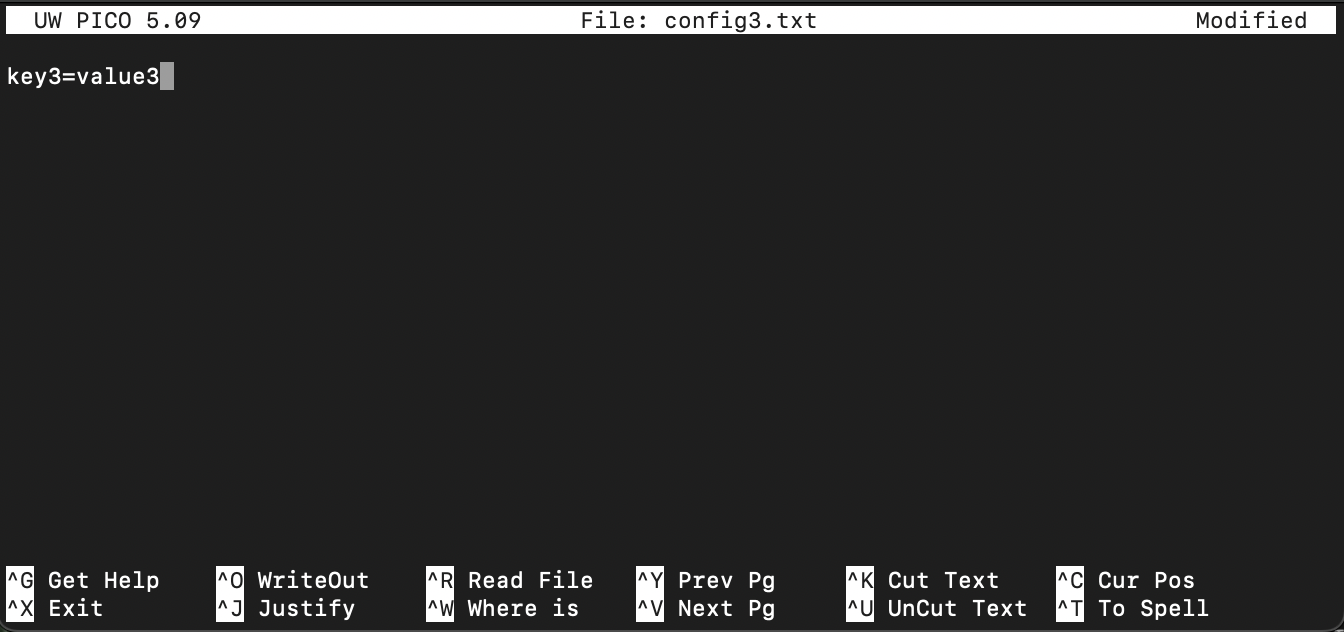 UW PICO 5.09 File: config3.txt Modified
key3=value3
^G Get Help ^O WriteOut ^R Read File ^Y Prev Pg ^K Cut Text ^C Cur Pos
^X Exit ^J Justify ^W Where is ^V Next Pg ^U UnCut Text ^T To Spell